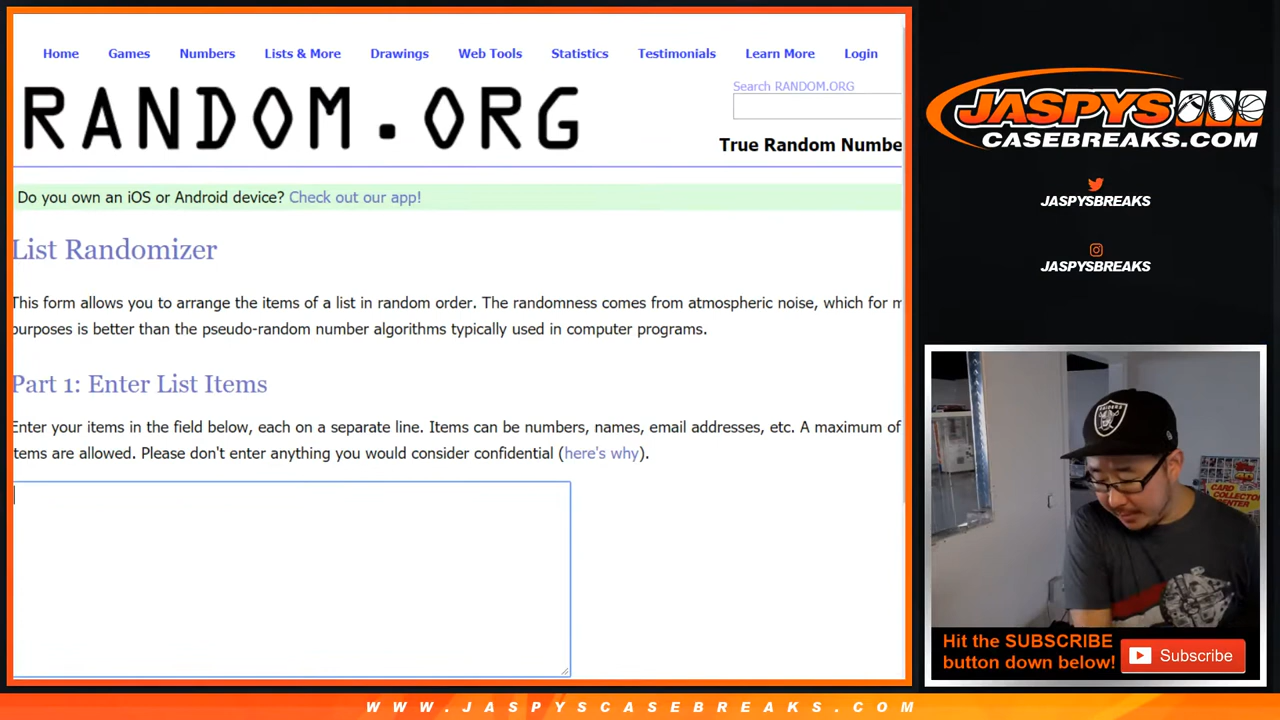 Home Games Numbers Lists & More Drawings Web Tools Statistics Testimonials Learn More Login
RANDOM.ORG
Search RANDOM.ORG
True Random Numbe
Do you own an iOS or Android device? Check out our app!
List Randomizer
This form allows you to arrange the items of a list in random order. The randomness comes from atmospheric noise, which for m
purposes is better than the pseudo-random number algorithms typically used in computer programs.
Part 1: Enter List Items
Enter your items in the field below, each on a separate line. Items can be numbers, names, email addresses, etc. A maximum of
items are allowed. Please don't enter anything you would consider confidential (here's why).
JASPYS
CASEBREAKS.COM
JASPYSBREAKS
JASPYSBREAKS
RAIDERS
Topps
CARD
COLLECTOR
CENTER
Hit the SUBSCRIBE
button down below!
Subscribe
WWW.JASPYSCASEBREAKS.COM